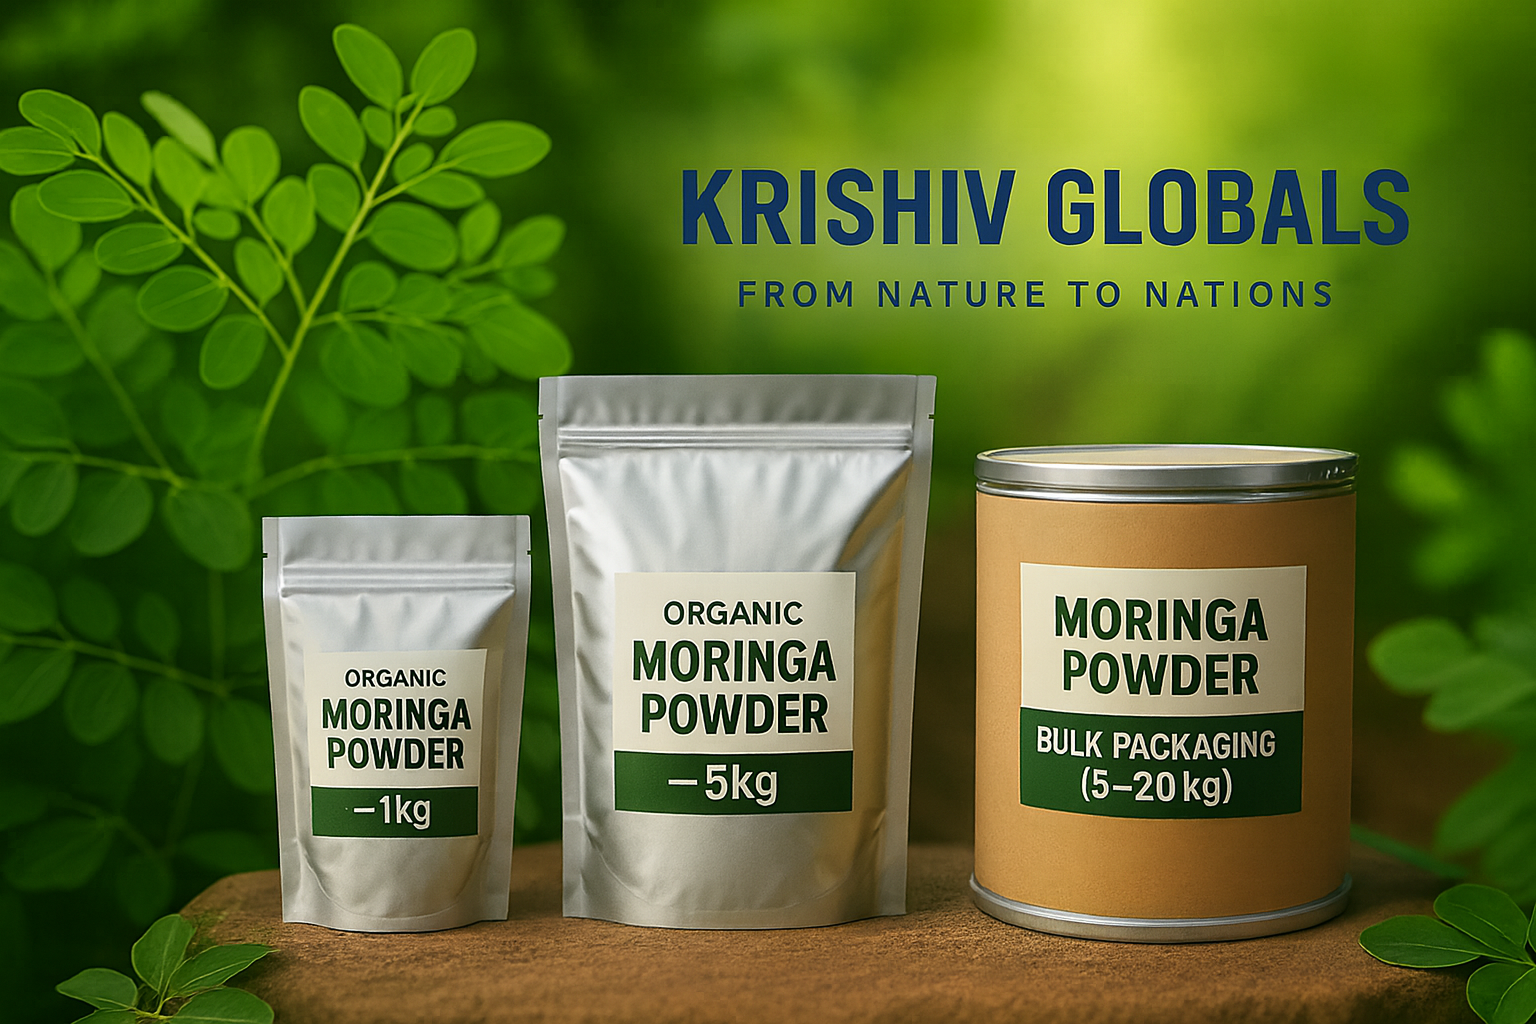 KRISHIV GLOBALS
FROM NATURE TO NATIONS
ORGANIC
MORINGA
POWDER
–1kg
ORGANIC
MORINGA
POWDER
–5kg
MORINGA
POWDER
BULK PACKAGING
(5–20 kg)